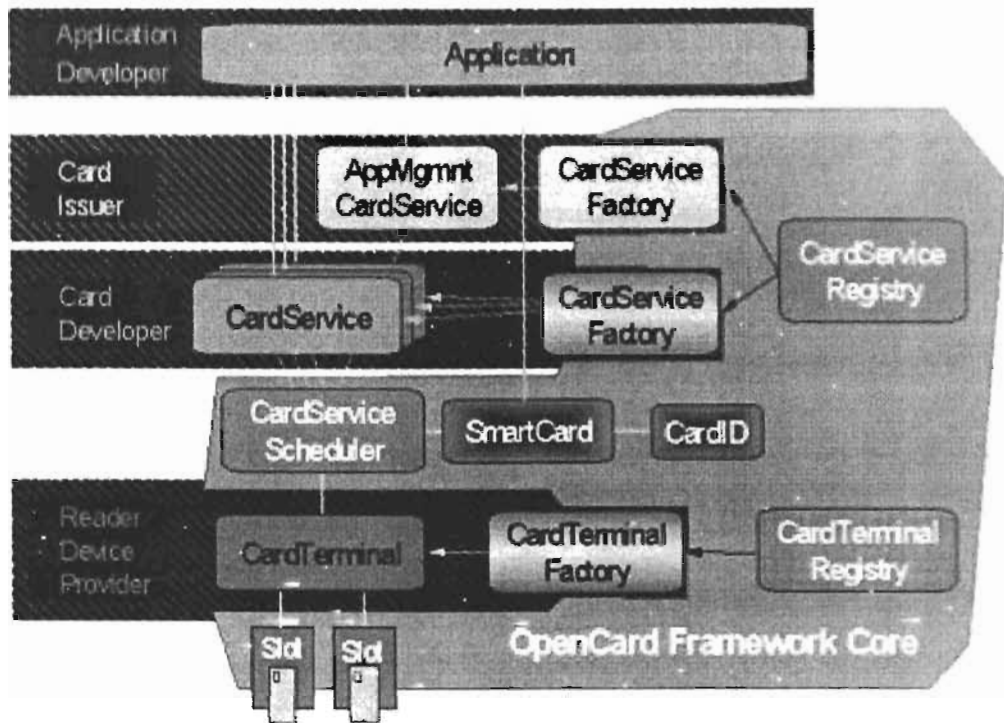 Application
Developer
Application
Card
Issuer
AppMgmnt
CardService
CardService
Factory
CardService
Registry
Card
Developer
CardService
CardService
Factory
CardService
Scheduler
SmartCard
CardID
Reader
Device
Provider
CardTerminal
CardTerminal
Factory
CardTerminal
Registry
Slot
Slot
OpenCard Framework Core